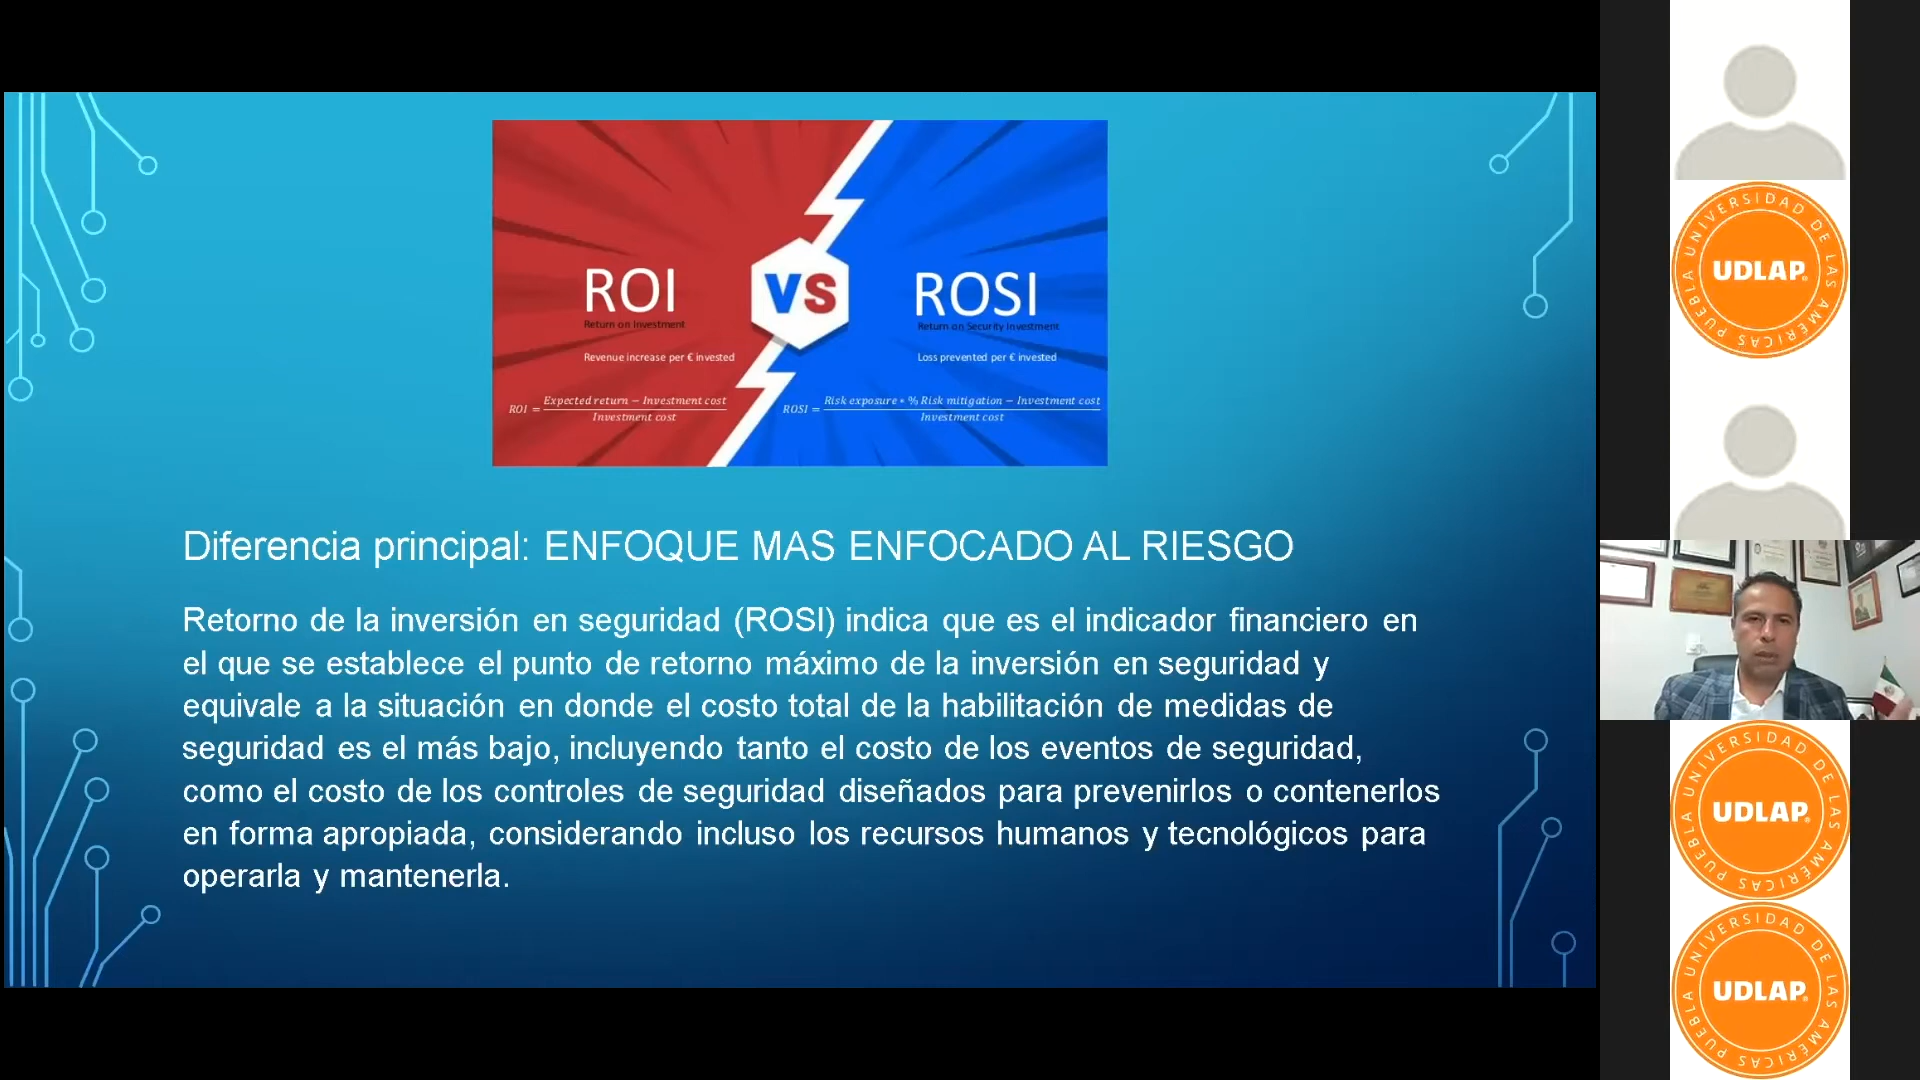 ROI
Return on Investment
Revenue increase per € invested
ROI = Expected return − Investment cost
Investment cost
VS
ROSI
Return on Security Investment
Loss prevented per € invested
ROSI = Risk exposure * % Risk mitigation − Investment cost
Investment cost
Diferencia principal: ENFOQUE MAS ENFOCADO AL RIESGO
Retorno de la inversión en seguridad (ROSI) indica que es el indicador financiero en
el que se establece el punto de retorno máximo de la inversión en seguridad y
equivale a la situación en donde el costo total de la habilitación de medidas de
seguridad es el más bajo, incluyendo tanto el costo de los eventos de seguridad,
como el costo de los controles de seguridad diseñados para prevenirlos o contenerlos
en forma apropiada, considerando incluso los recursos humanos y tecnológicos para
operarla y mantenerla.
UNIVERSIDAD DE LAS AMÉRICAS PUEBLA
UDLAP®
UNIVERSIDAD DE LAS AMÉRICAS PUEBLA
UDLAP®
UNIVERSIDAD DE LAS AMÉRICAS PUEBLA
UDLAP®